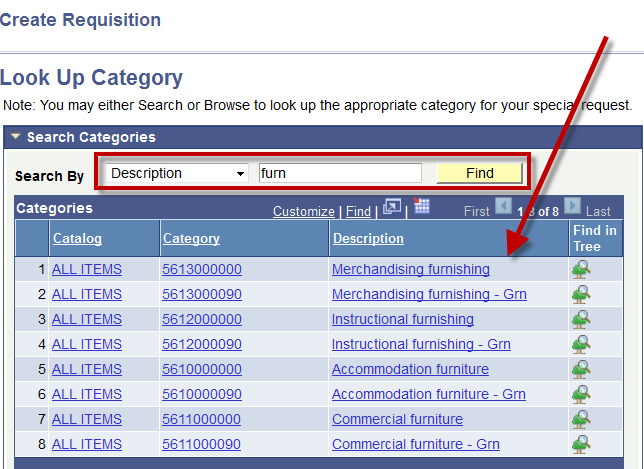 Create Requisition
Look Up Category
Note: You may either Search or Browse to look up the appropriate category for your special request.
Search Categories
Search By Description furn Find
Categories Customize | Find | | First 1-8 of 8 Last
Catalog Category Description Find in Tree
1 ALL ITEMS 5613000000 Merchandising furnishing
2 ALL ITEMS 5613000090 Merchandising furnishing - Grn
3 ALL ITEMS 5612000000 Instructional furnishing
4 ALL ITEMS 5612000090 Instructional furnishing - Grn
5 ALL ITEMS 5610000000 Accommodation furniture
6 ALL ITEMS 5610000090 Accommodation furniture - Grn
7 ALL ITEMS 5611000000 Commercial furniture
8 ALL ITEMS 5611000090 Commercial furniture - Grn